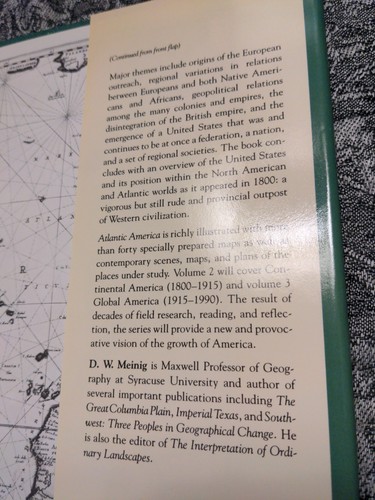 (Continued from front flap)
Major themes include origins of the European
outreach, regional variations in relations
between Europeans and both Native Ameri-
cans and Africans, geopolitical relations
among the many colonies and empires, the
disintegration of the British empire, and the
emergence of a United States that was and
continues to be at once a federation, a nation,
and a set of regional societies. The book con-
cludes with an overview of the United States
and its position within the North American
and Atlantic worlds as it appeared in 1800: a
vigorous but still rude and provincial outpost
of Western civilization.
Atlantic America is richly illustrated with more
than forty specially prepared maps as well as
contemporary scenes, maps, and plans of the
places under study. Volume 2 will cover Con-
tinental America (1800–1915) and volume 3
Global America (1915–1990). The result of
decades of field research, reading, and reflec-
tion, the series will provide a new and provoc-
ative vision of the growth of America.
D. W. Meinig is Maxwell Professor of Geog-
raphy at Syracuse University and author of
several important publications including The
Great Columbia Plain, Imperial Texas, and South-
west: Three Peoples in Geographical Change. He
is also the editor of The Interpretation of Ordi-
nary Landscapes.